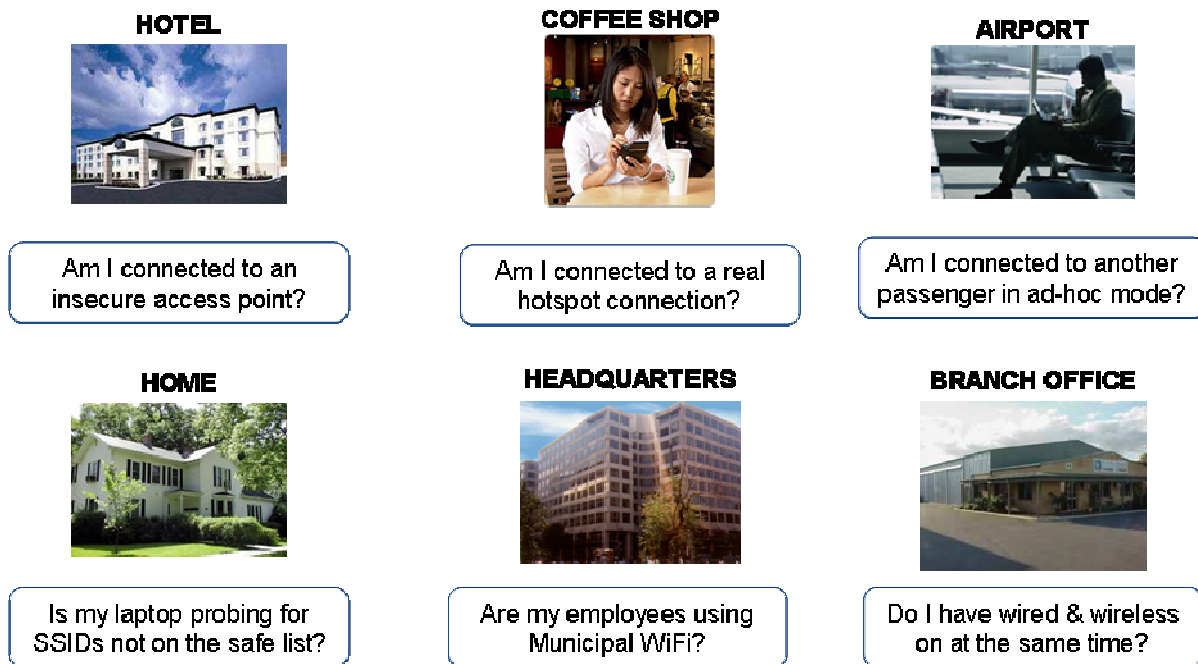 HOTEL
COFFEE SHOP
AIRPORT
Am I connected to an
insecure access point?
Am I connected to a real
hotspot connection?
Am I connected to another
passenger in ad-hoc mode?
HOME
HEADQUARTERS
BRANCH OFFICE
Is my laptop probing for
SSIDs not on the safe list?
Are my employees using
Municipal WiFi?
Do I have wired & wireless
on at the same time?